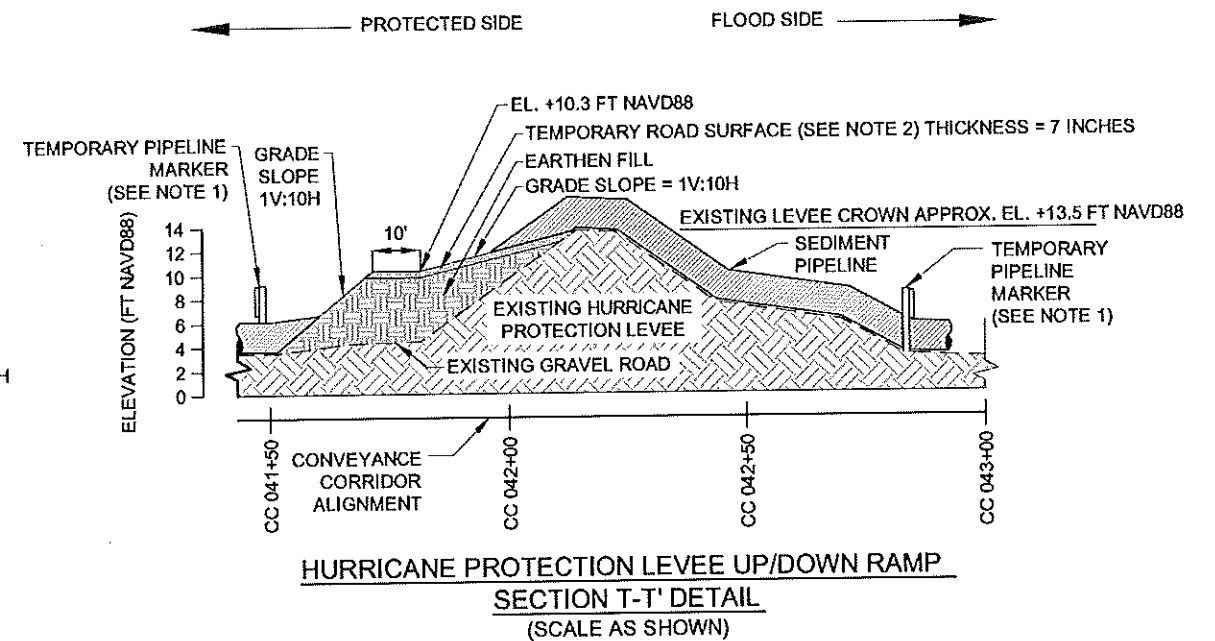 PROTECTED SIDE
FLOOD SIDE
EL. +10.3 FT NAVD88
TEMPORARY ROAD SURFACE (SEE NOTE 2) THICKNESS = 7 INCHES
EARTHEN FILL
GRADE SLOPE = 1V:10H
TEMPORARY PIPELINE
MARKER
(SEE NOTE 1)
GRADE
SLOPE
1V:10H
EXISTING LEVEE CROWN APPROX. EL. +13.5 FT NAVD88
SEDIMENT
PIPELINE
TEMPORARY
PIPELINE
MARKER
(SEE NOTE 1)
10'
ELEVATION (FT NAVD88)
14
12
10
8
6
4
2
0
EXISTING HURRICANE
PROTECTION LEVEE
EXISTING GRAVEL ROAD
CONVEYANCE
CORRIDOR
ALIGNMENT
CC 041+50
CC 042+00
CC 042+50
CC 043+00
HURRICANE PROTECTION LEVEE UP/DOWN RAMP
SECTION T-T' DETAIL
(SCALE AS SHOWN)